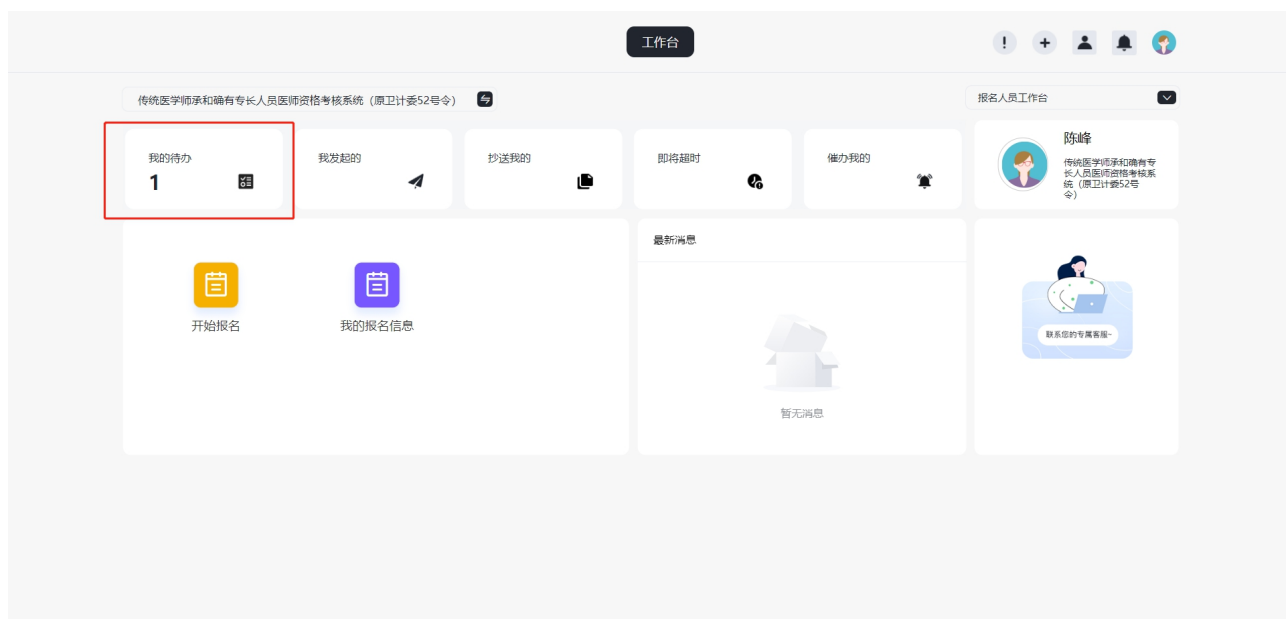 工作台
传统医学师承和确有专长人员医师资格考核系统（原卫计委52号令）
报名人员工作台
我的待办
1
我发起的
抄送我的
即将超时
催办我的
陈峰
传统医学师承和确有专
长人员医师资格考核系
统（原卫计委52号
令）
开始报名
我的报名信息
最新消息
暂无消息
联系您的专属客服~